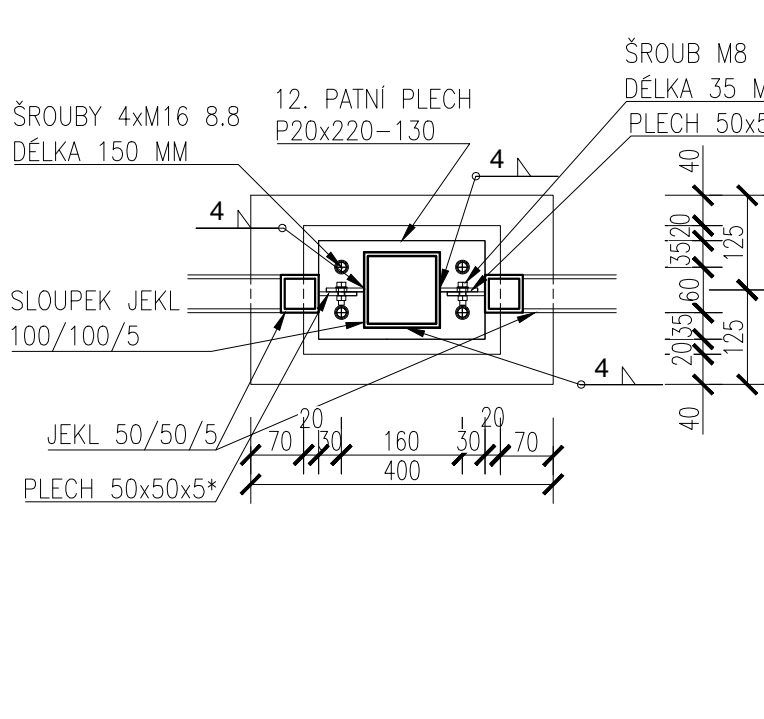 ŠROUB M8
DÉLKA 35 M
PLECH 50x5
12. PATNÍ PLECH
P20x220-130
ŠROUBY 4xM16 8.8
DÉLKA 150 MM
4
4
40
20
35
125
60
SLOUPEK JEKL
100/100/5
35
20
125
4
40
JEKL 50/50/5
20
20
70
30
160
30
70
400
PLECH 50x50x5*